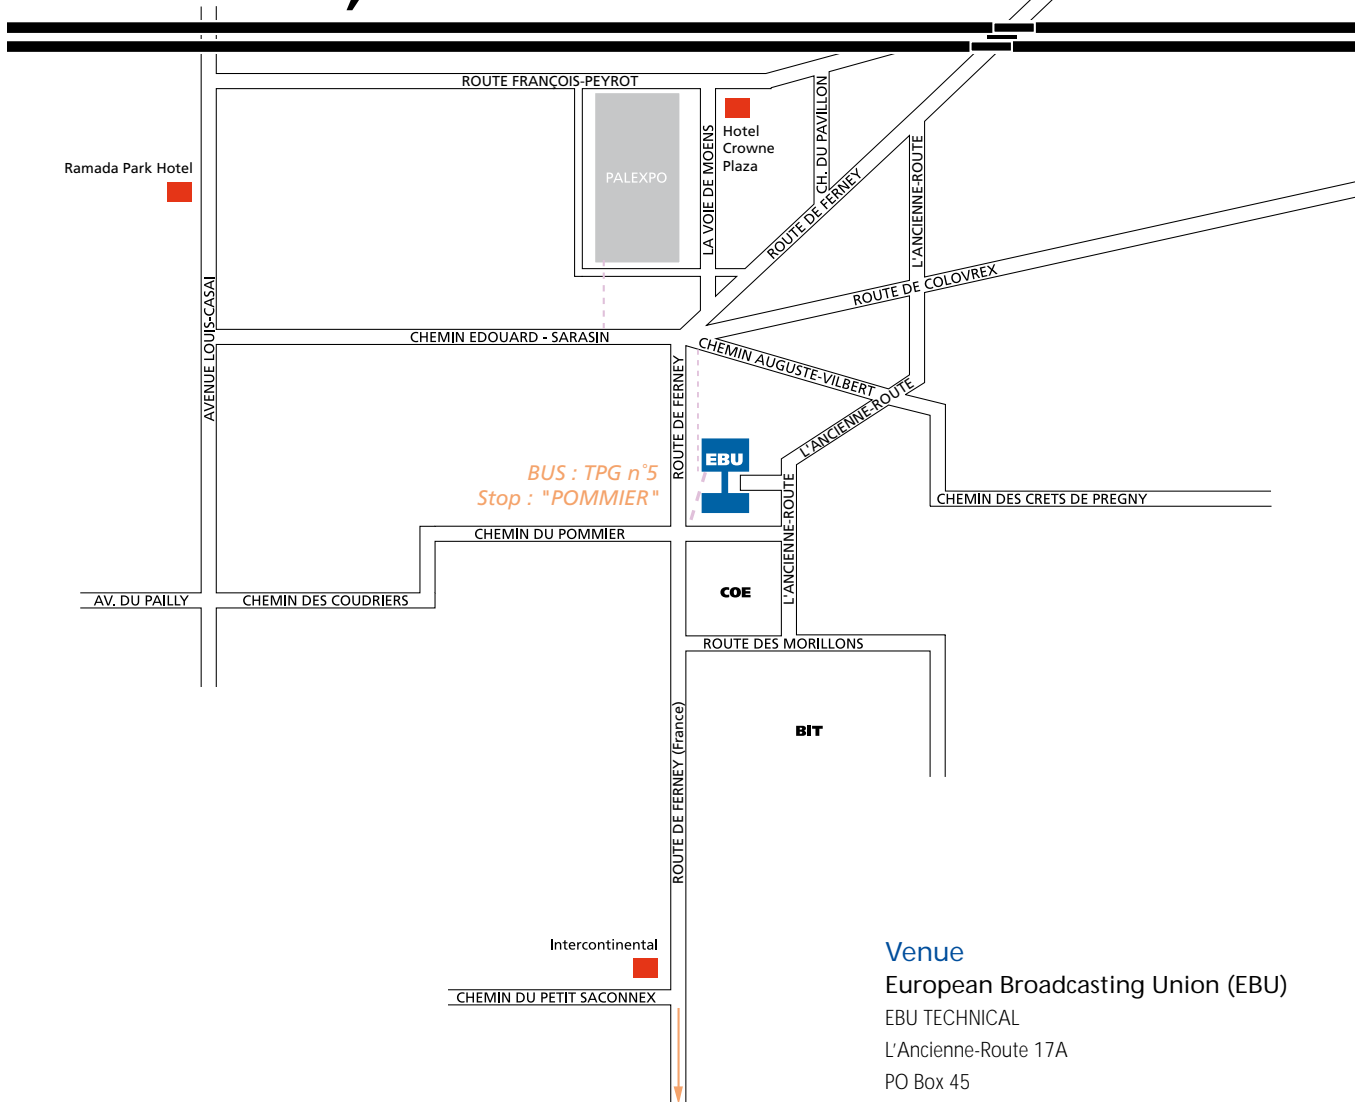 ROUTE FRANÇOIS-PEYROT
Hotel
Crowne
Plaza
CH. DU PAVILLON
LA VOIE DE MOENS
L'ANCIENNE-ROUTE
Ramada Park Hotel
PALEXPO
ROUTE DE FERNEY
ROUTE DE COLOVREX
AVENUE LOUIS-CASAI
CHEMIN EDOUARD - SARASIN
CHEMIN AUGUSTE-VILBERT
ROUTE DE FERNEY
L'ANCIENNE-ROUTE
EBU
BUS : TPG n°5
Stop : "POMMIER"
CHEMIN DES CRETS DE PREGNY
CHEMIN DU POMMIER
L'ANCIENNE-ROUTE
COE
AV. DU PAILLY
CHEMIN DES COUDRIERS
ROUTE DES MORILLONS
BIT
ROUTE DE FERNEY (France)
Intercontinental
CHEMIN DU PETIT SACONNEX
Venue
European Broadcasting Union (EBU)
EBU TECHNICAL
L'Ancienne-Route 17A
PO Box 45